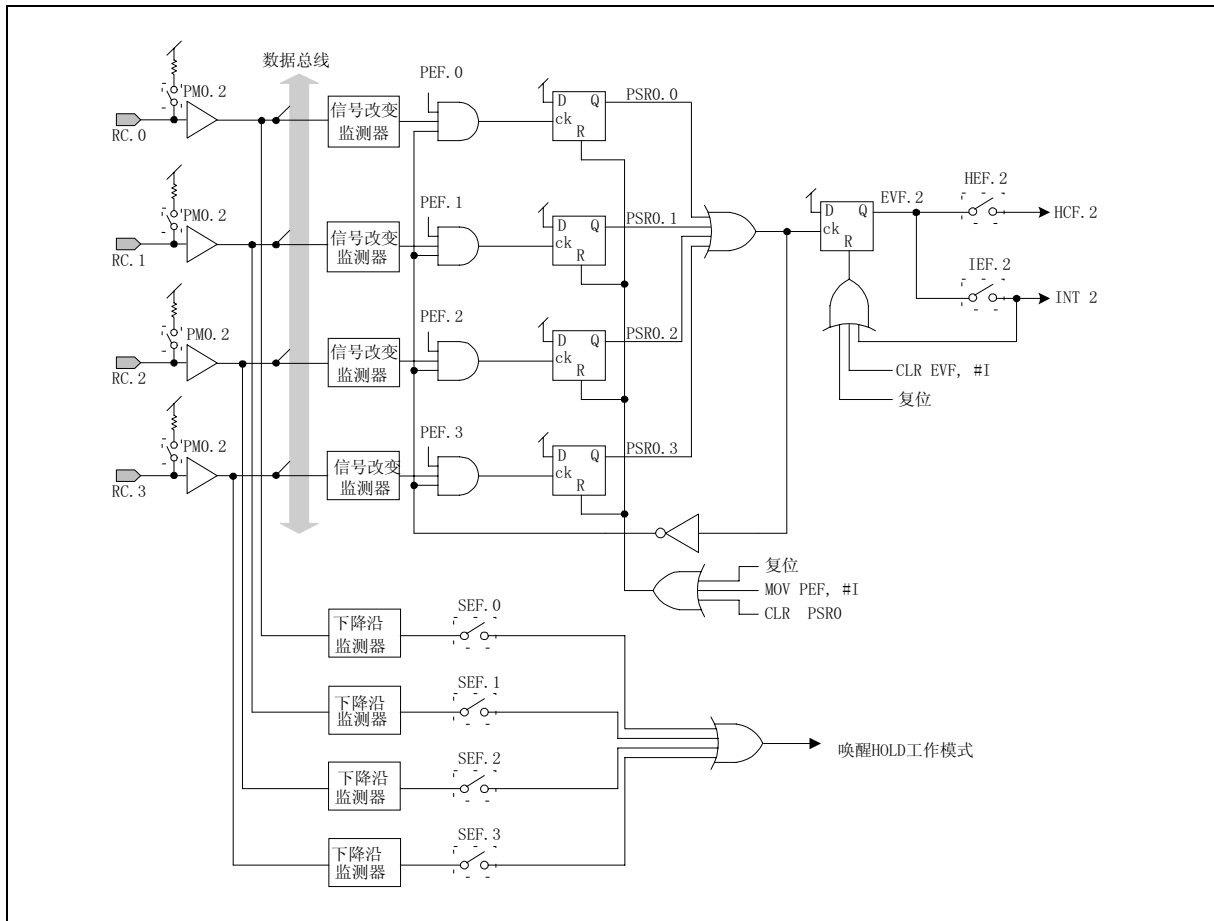 数据总线
PM0.2
RC.0
信号改变
监测器
PEF.0
D
Q
ck
R
PSR0.0
PM0.2
RC.1
信号改变
监测器
PEF.1
D
Q
ck
R
PSR0.1
PM0.2
RC.2
信号改变
监测器
PEF.2
D
Q
ck
R
PSR0.2
PM0.2
RC.3
信号改变
监测器
PEF.3
D
Q
ck
R
PSR0.3
D
Q
ck
R
EVF.2
HEF.2
HCF.2
IEF.2
INT 2
CLR EVF, #I
复位
复位
MOV PEF, #I
CLR PSR0
下降沿
监测器
SEF.0
下降沿
监测器
SEF.1
下降沿
监测器
SEF.2
下降沿
监测器
SEF.3
唤醒HOLD工作模式